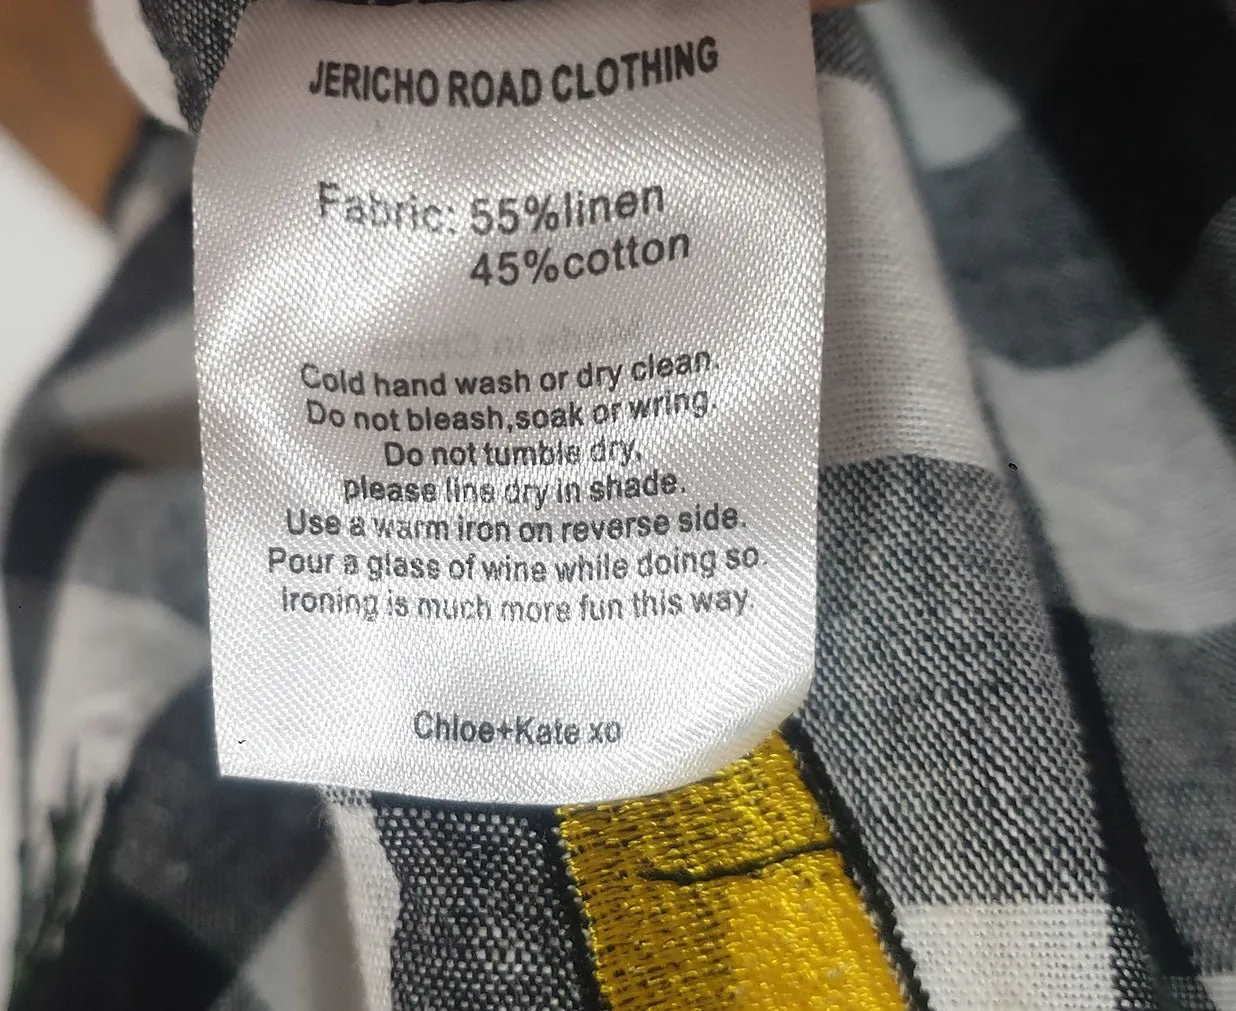 JERICHO ROAD CLOTHING
Fabric: 55%linen
45%cotton
Cold hand wash or dry clean.
Do not bleash,soak or wring.
Do not tumble dry,
please line dry in shade.
Use a warm iron on reverse side.
Pour a glass of wine while doing so.
ironing is much more fun this way.
Chloe+Kate xo